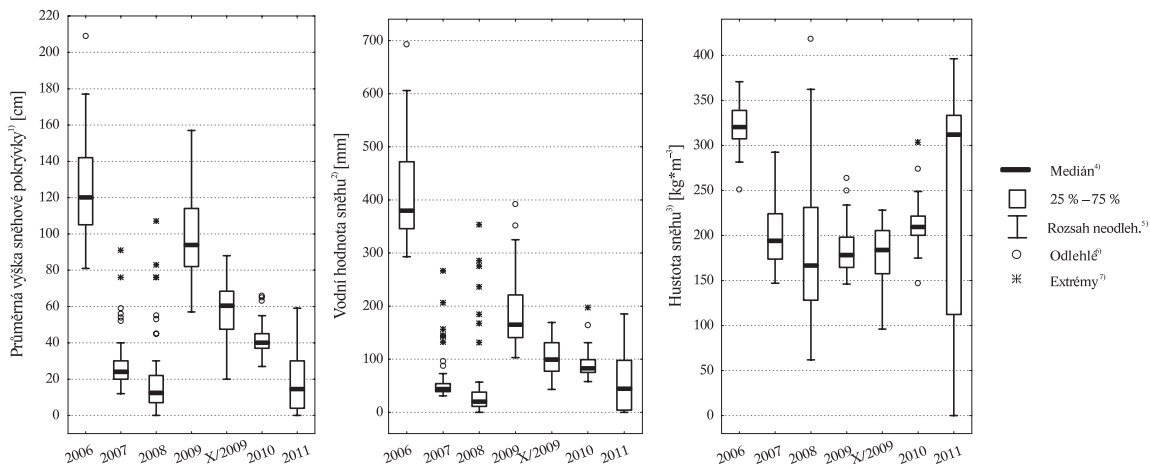 Průměrná výška sněhové pokrývky1) [cm]
220
200
180
160
140
120
100
80
60
40
20
0
2006 2007 2008 2009 X/2009 2010 2011
Vodní hodnota sněhu2) [mm]
700
600
500
400
300
200
100
0
2006 2007 2008 2009 X/2009 2010 2011
Hustota sněhu3) [kg*m–3]
400
350
300
250
200
150
100
50
0
2006 2007 2008 2009 X/2009 2010 2011
Medián4)
25 % – 75 %
Rozsah neodleh.5)
Odlehlé6)
Extrémy7)